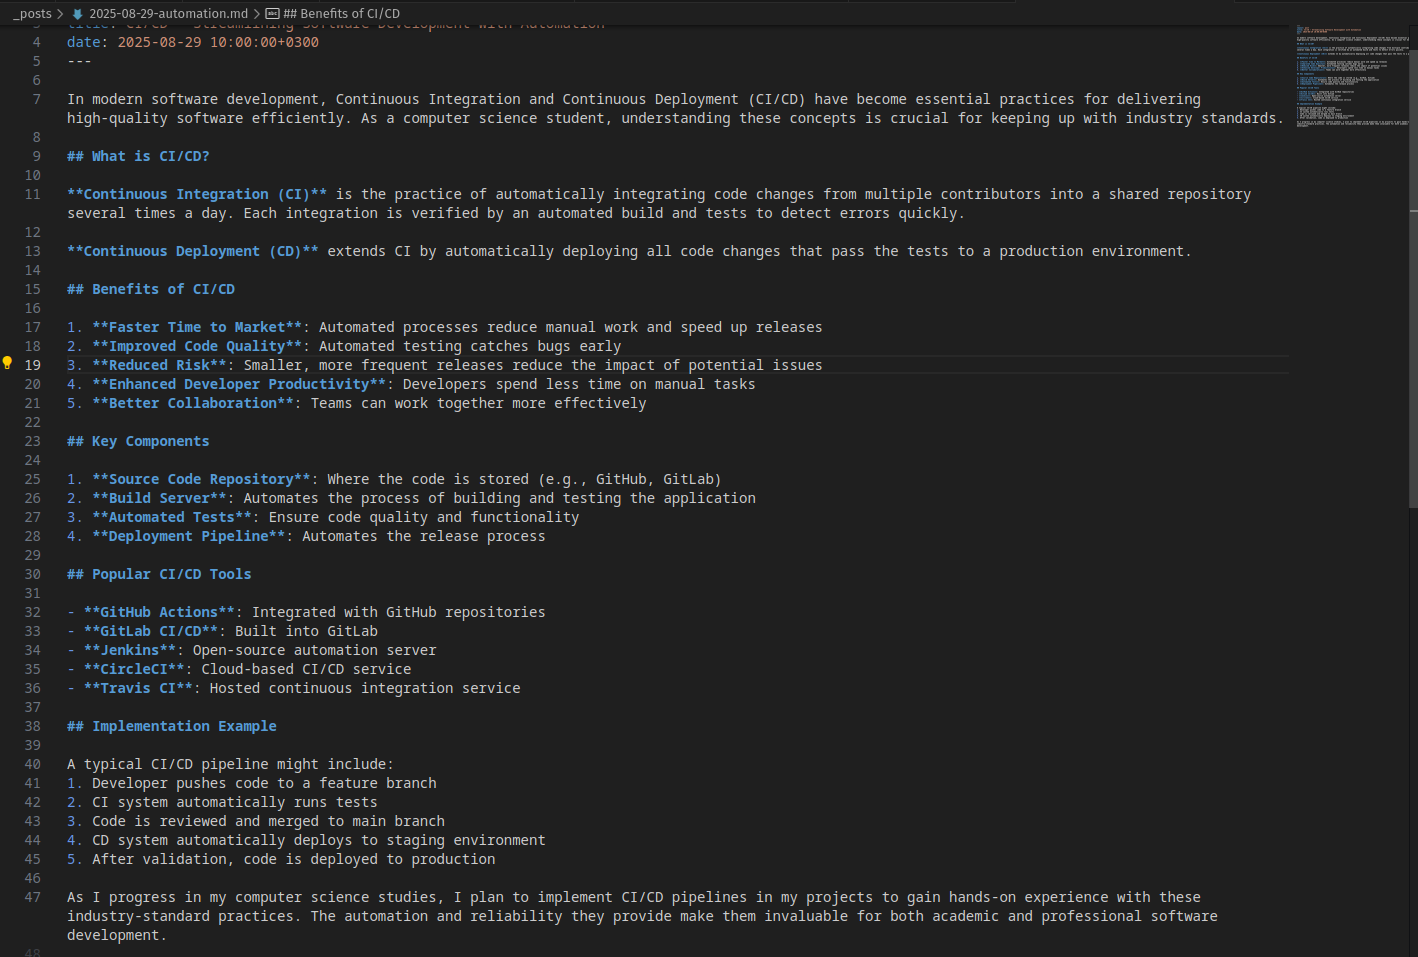 _posts > 2025-08-29-automation.md > ## Benefits of CI/CD
3 title: CI/CD - Streamlining Software Development with Automation
4 date: 2025-08-29 10:00:00+0300
5 ---
6
7 In modern software development, Continuous Integration and Continuous Deployment (CI/CD) have become essential practices for delivering
high-quality software efficiently. As a computer science student, understanding these concepts is crucial for keeping up with industry standards.
8
9 ## What is CI/CD?
10
11 **Continuous Integration (CI)** is the practice of automatically integrating code changes from multiple contributors into a shared repository
several times a day. Each integration is verified by an automated build and tests to detect errors quickly.
12
13 **Continuous Deployment (CD)** extends CI by automatically deploying all code changes that pass the tests to a production environment.
14
15 ## Benefits of CI/CD
16
17 1. **Faster Time to Market**: Automated processes reduce manual work and speed up releases
18 2. **Improved Code Quality**: Automated testing catches bugs early
19 3. **Reduced Risk**: Smaller, more frequent releases reduce the impact of potential issues
20 4. **Enhanced Developer Productivity**: Developers spend less time on manual tasks
21 5. **Better Collaboration**: Teams can work together more effectively
22
23 ## Key Components
24
25 1. **Source Code Repository**: Where the code is stored (e.g., GitHub, GitLab)
26 2. **Build Server**: Automates the process of building and testing the application
27 3. **Automated Tests**: Ensure code quality and functionality
28 4. **Deployment Pipeline**: Automates the release process
29
30 ## Popular CI/CD Tools
31
32 - **GitHub Actions**: Integrated with GitHub repositories
33 - **GitLab CI/CD**: Built into GitLab
34 - **Jenkins**: Open-source automation server
35 - **CircleCI**: Cloud-based CI/CD service
36 - **Travis CI**: Hosted continuous integration service
37
38 ## Implementation Example
39
40 A typical CI/CD pipeline might include:
41 1. Developer pushes code to a feature branch
42 2. CI system automatically runs tests
43 3. Code is reviewed and merged to main branch
44 4. CD system automatically deploys to staging environment
45 5. After validation, code is deployed to production
46
47 As I progress in my computer science studies, I plan to implement CI/CD pipelines in my projects to gain hands-on experience with these
industry-standard practices. The automation and reliability they provide make them invaluable for both academic and professional software
development.
48